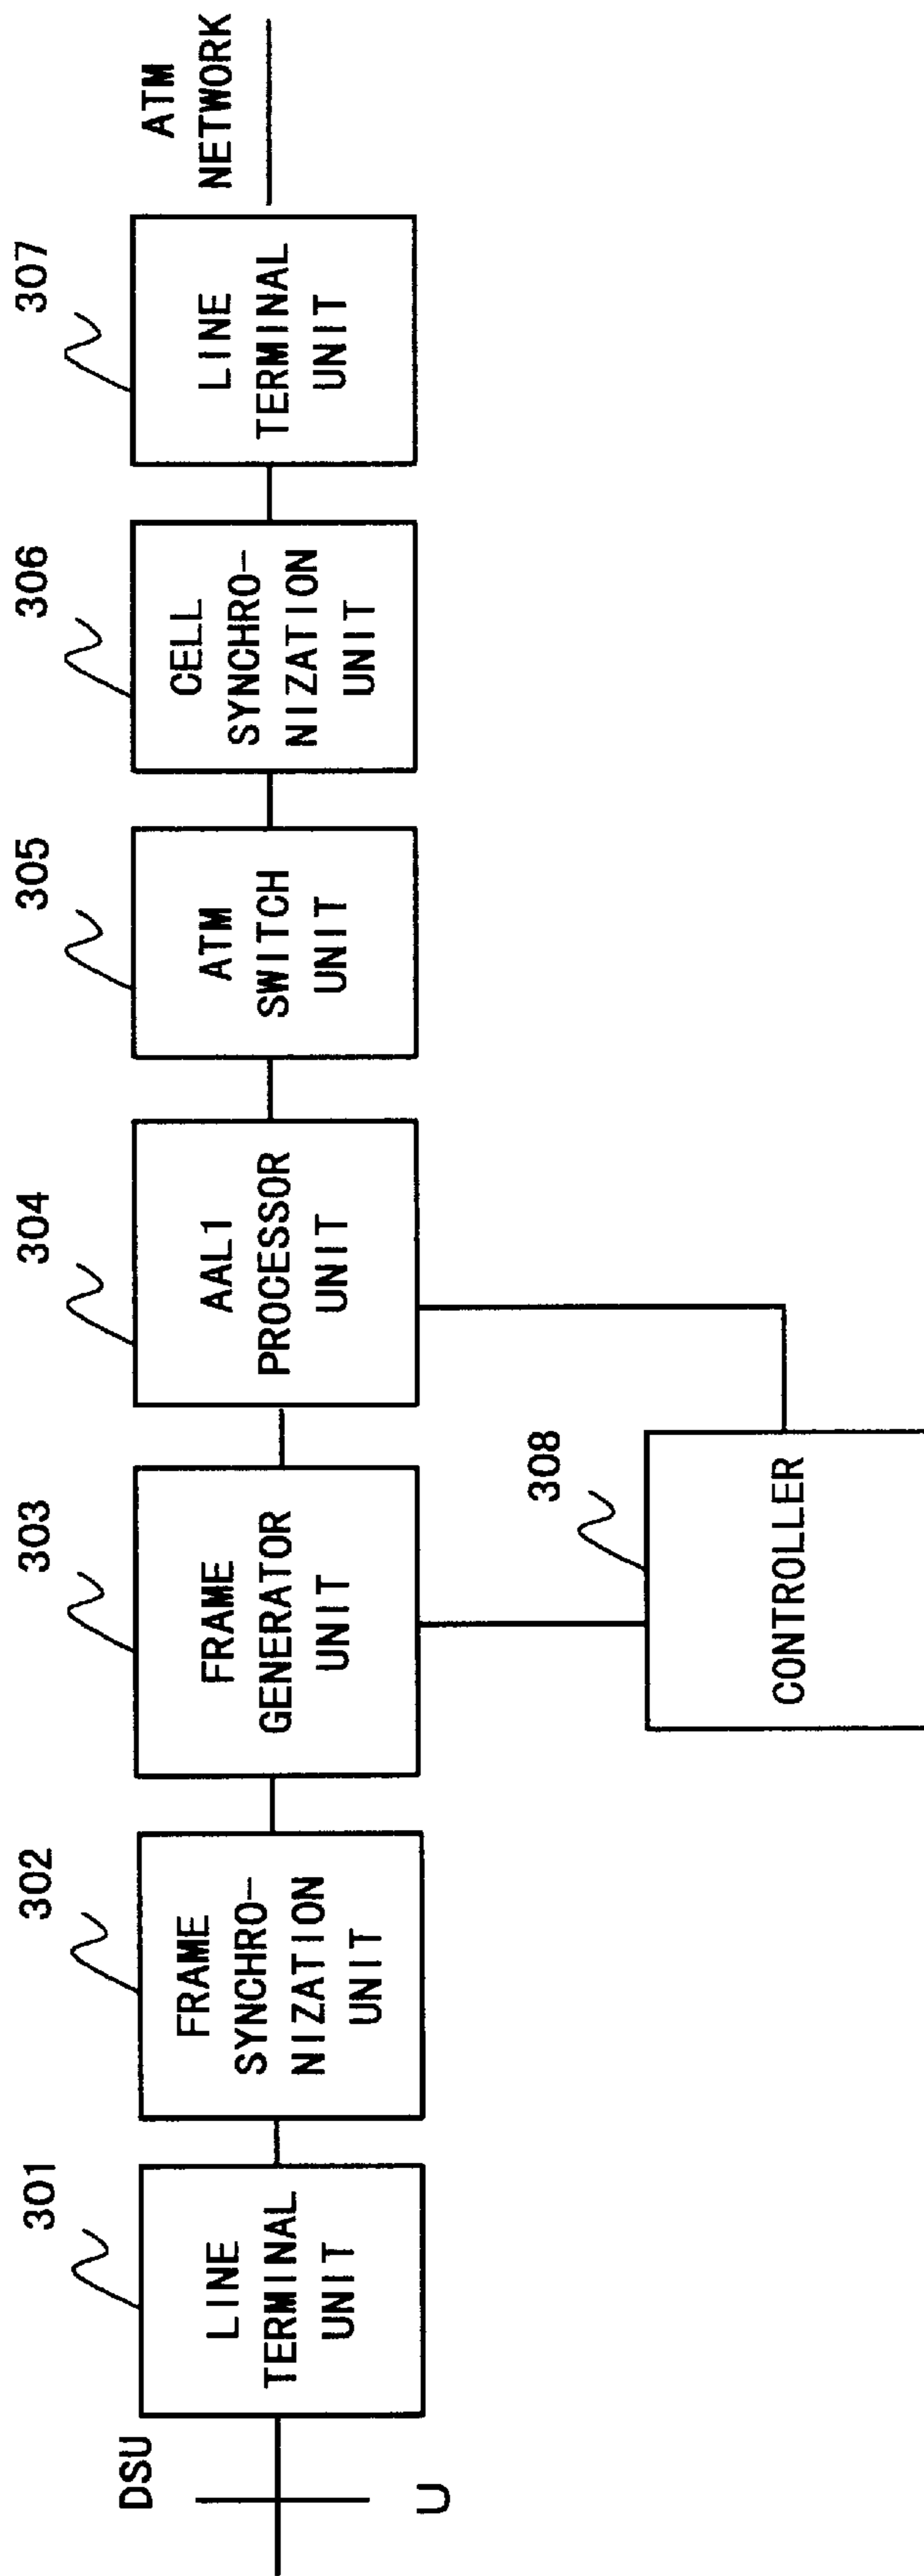 DSU
U
301
LINE
TERMINAL
UNIT
302
FRAME
SYNCHRO-
NIZATION
UNIT
303
FRAME
GENERATOR
UNIT
304
AAL1
PROCESSOR
UNIT
305
ATM
SWITCH
UNIT
306
CELL
SYNCHRO-
NIZATION
UNIT
307
LINE
TERMINAL
UNIT
ATM
NETWORK
308
CONTROLLER